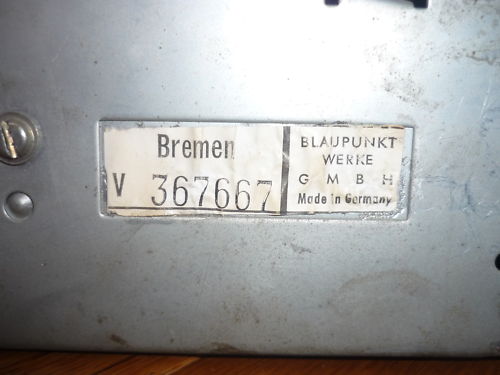 Bremen
V 367667
BLAUPUNKT
WERKE
G M B H
Made in Germany